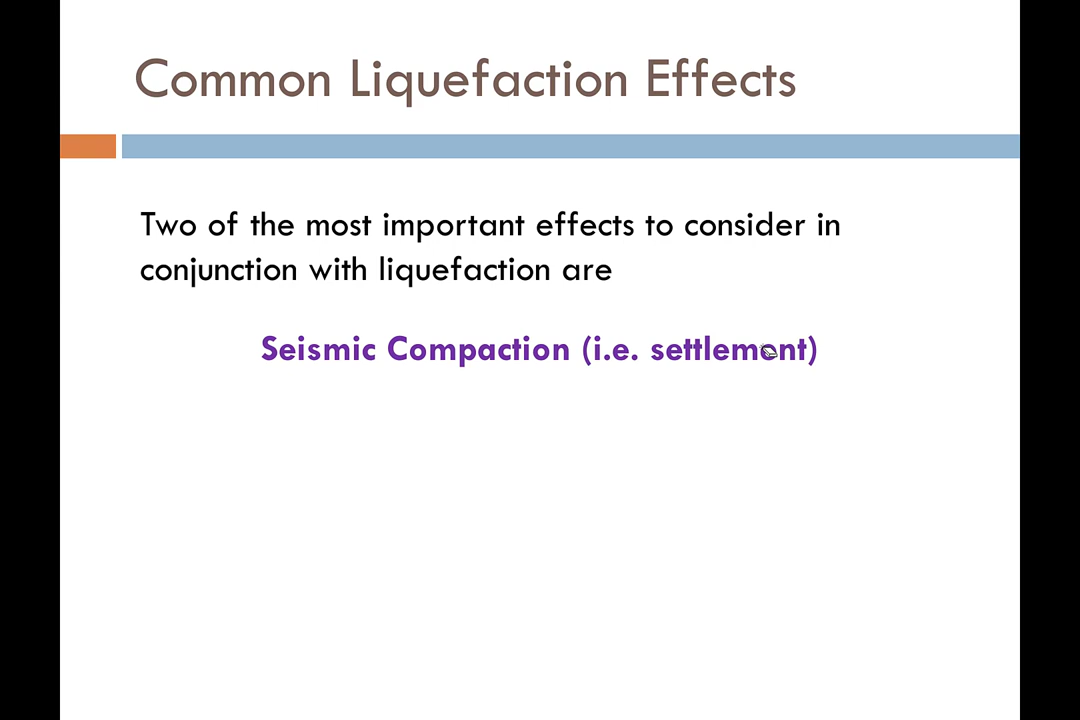 Common Liquefaction Effects
Two of the most important effects to consider in
conjunction with liquefaction are
Seismic Compaction (i.e. settlement)